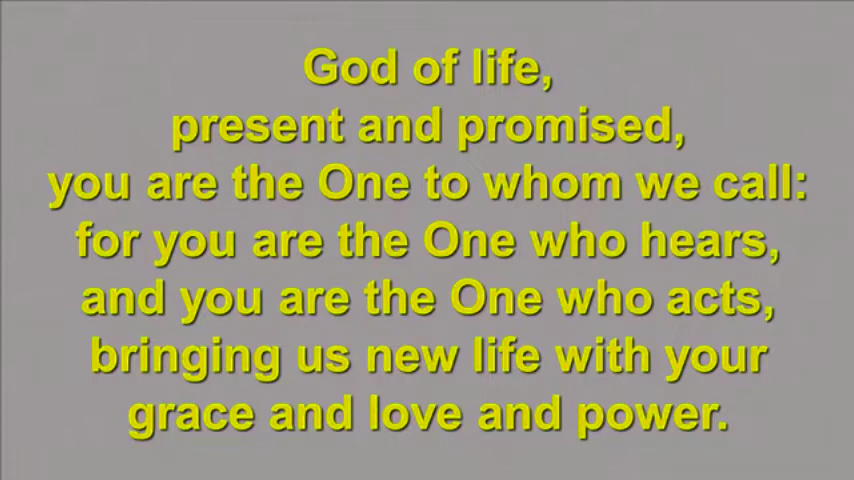 God of life,
present and promised,
you are the One to whom we call:
for you are the One who hears,
and you are the One who acts,
bringing us new life with your
grace and love and power.